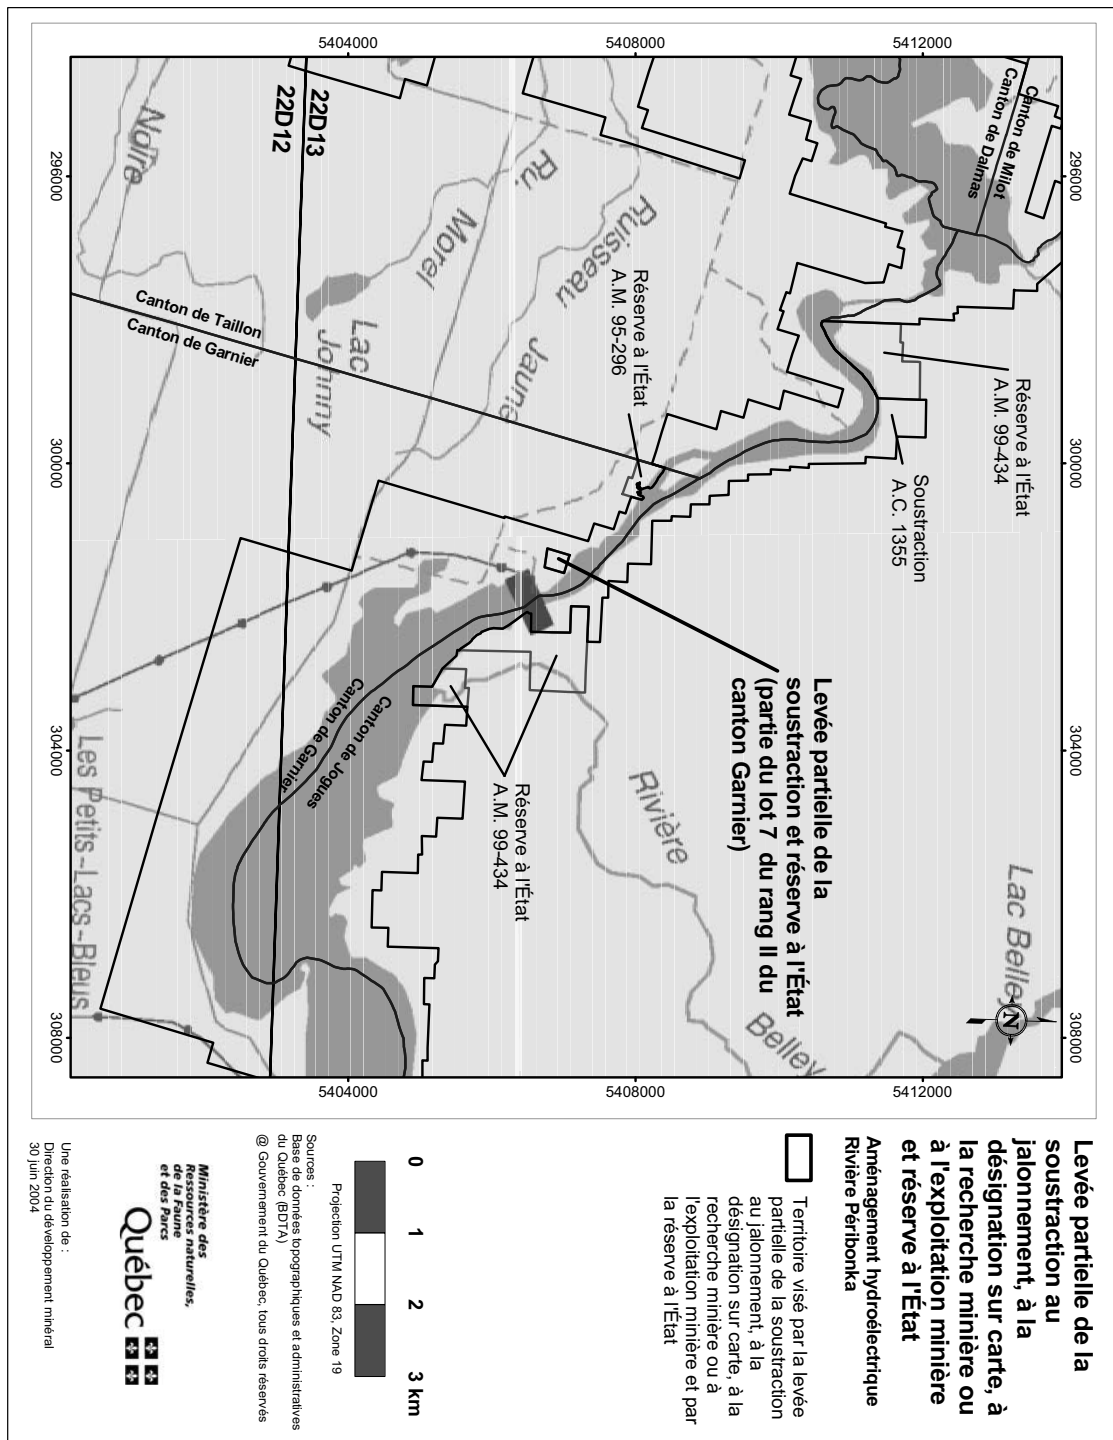 Levée partielle de la
soustraction au
jalonnement, à la
désignation sur carte, à
la recherche minière ou
à l'exploitation minière
et réserve à l'État
Aménagement hydroélectrique
Rivière Péribonka
Territoire visé par la levée
partielle de la soustraction
au jalonnement, à la
désignation sur carte, à la
recherche minière ou à
l'exploitation minière et par
la réserve à l'État
0 1 2 3 km
Projection UTM NAD 83, Zone 19
Sources :
Base de données topographiques et administratives
du Québec (BDTA)
@ Gouvernement du Québec, tous droits réservés
Ministère des
Ressources naturelles,
de la Faune
et des Parcs
Québec
Une réalisation de :
Direction du développement minéral
30 juin 2004
296000
300000
304000
308000
5412000
5408000
5404000
Canton de Milot
Canton de Dalmas
Réserve à l'État
A.M. 99-434
Soustraction
A.C. 1355
Lac Belley
N
Réserve à l'État
A.M. 95-296
Levée partielle de la
soustraction et réserve à l'État
(partie du lot 7 du rang II du
canton Garnier)
Rivière
Belley
Réserve à l'État
A.M. 99-434
Ru.
Morel
Ruisseau
Jaune
Lac
Johnny
22D13
22D12
Noire
Canton de Taillon
Canton de Garnier
Canton de Jogues
Canton de Garnier
Les Petits-Lacs-Bleus
296000
300000
304000
308000
5412000
5408000
5404000